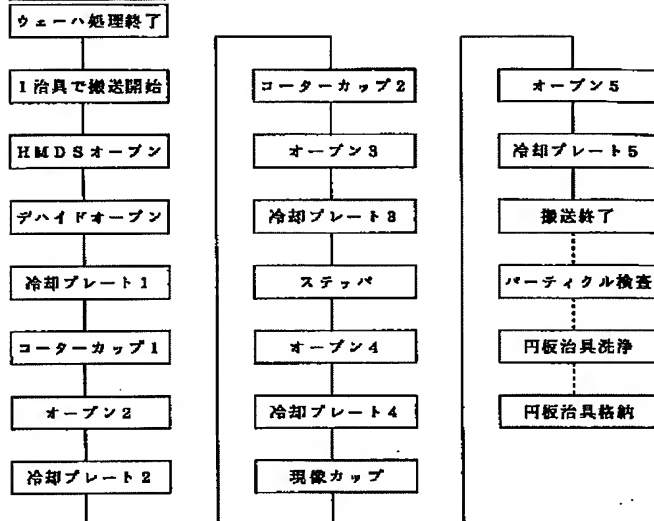 ウェーハ処理終了
1治具で搬送開始
HMDSオーブン
デハイドオーブン
冷却プレート1
コーターカップ1
オーブン2
冷却プレート2
コーターカップ2
オーブン3
冷却プレート3
ステッパ
オーブン4
冷却プレート4
現像カップ
オーブン5
冷却プレート5
搬送終了
パーティクル検査
円板治具洗浄
円板治具格納